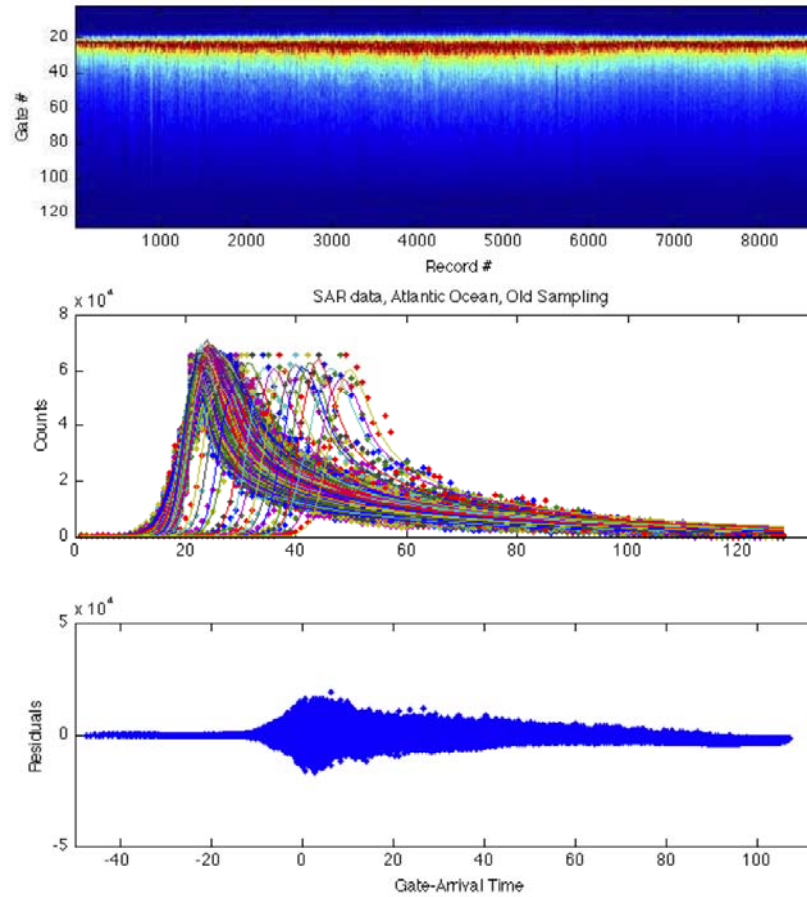 20
40
60
80
100
120
Gate #
1000 2000 3000 4000 5000 6000 7000 8000
Record #
SAR data, Atlantic Ocean, Old Sampling
x 10^4
8
6
4
2
0
Counts
0 20 40 60 80 100 120
x 10^4
5
0
-5
Residuals
-40 -20 0 20 40 60 80 100
Gate-Arrival Time